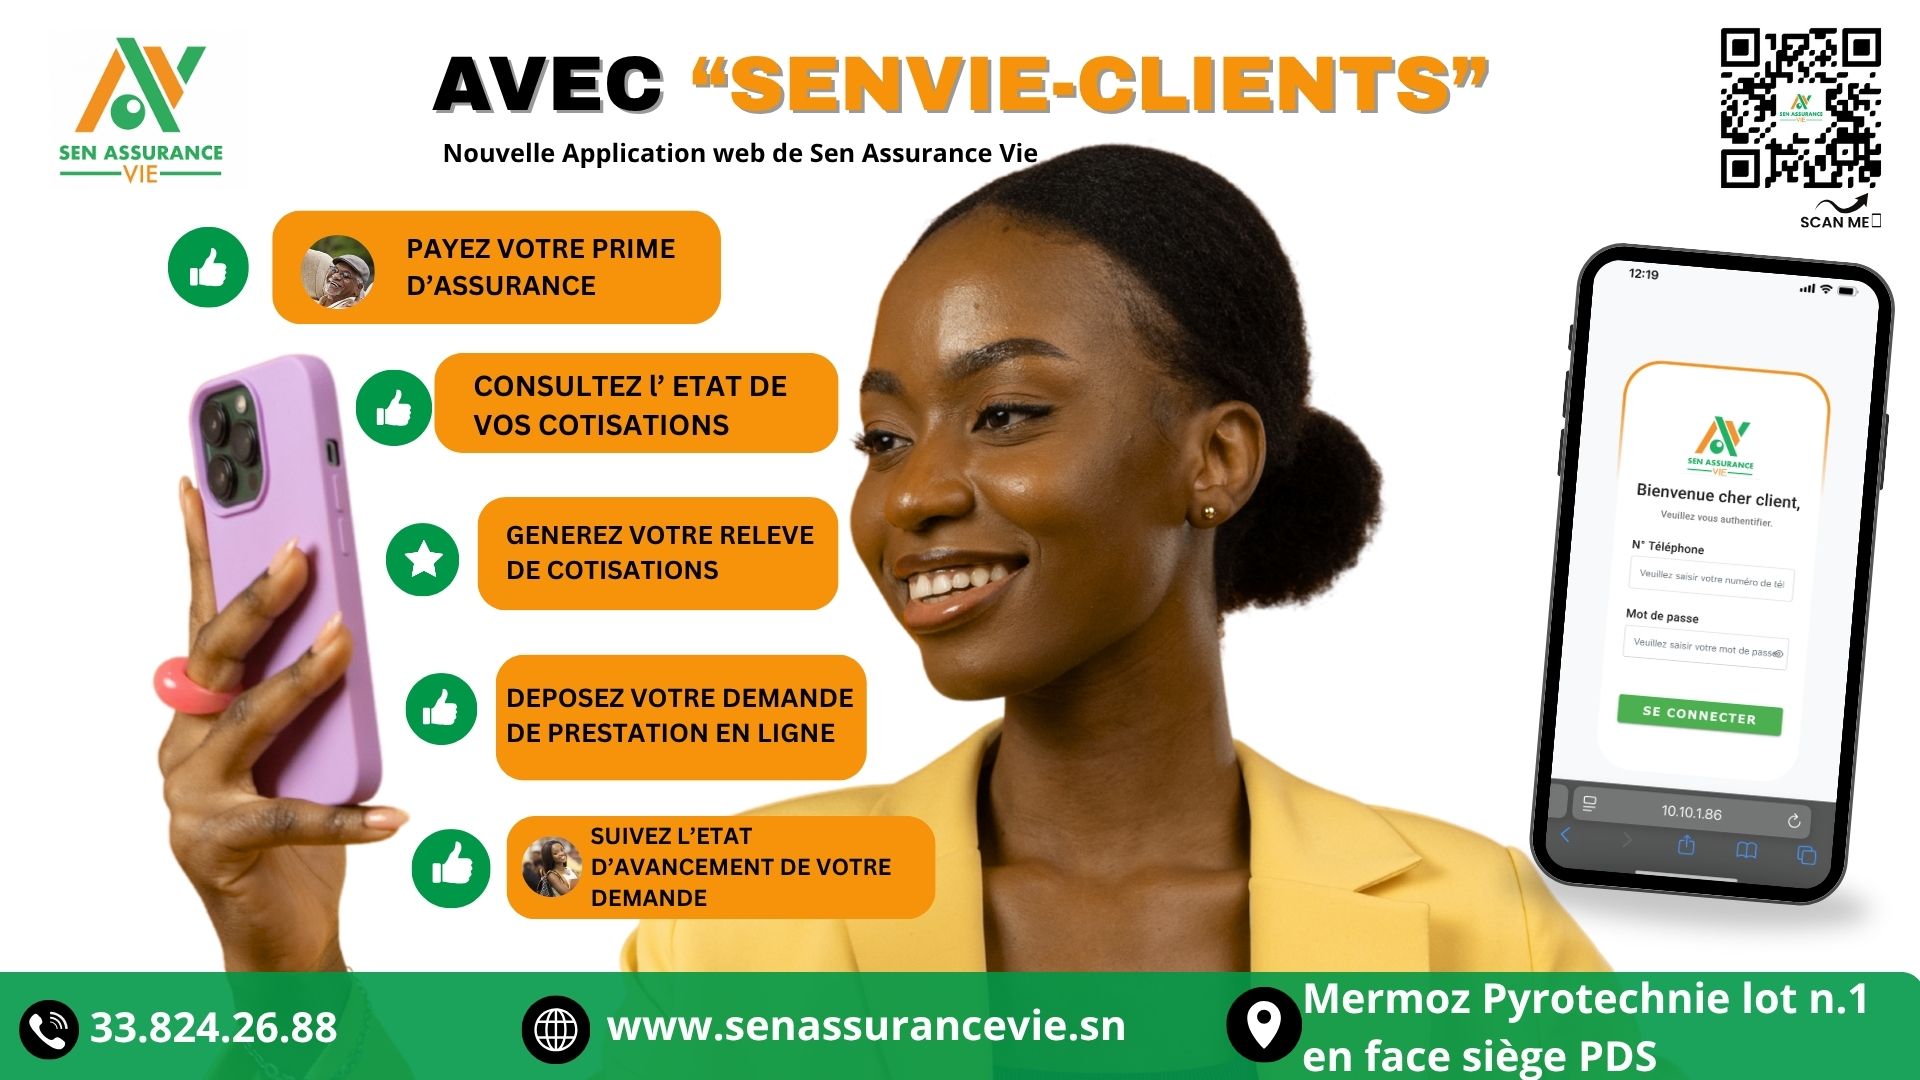 SEN ASSURANCE
VIE
AVEC “SENVIE-CLIENTS”
Nouvelle Application web de Sen Assurance Vie
SEN ASSURANCE
VIE
SCAN ME
PAYEZ VOTRE PRIME
D’ASSURANCE
CONSULTEZ l’ ETAT DE
VOS COTISATIONS
GENEREZ VOTRE RELEVE
DE COTISATIONS
DEPOSEZ VOTRE DEMANDE
DE PRESTATION EN LIGNE
SUIVEZ L’ETAT
D’AVANCEMENT DE VOTRE
DEMANDE
12:19
SEN ASSURANCE
VIE
Bienvenue cher client,
Veuillez vous authentifier.
N° Téléphone
Veuillez saisir votre numéro de tél
Mot de passe
Veuillez saisir votre mot de passe
SE CONNECTER
10.10.1.86
33.824.26.88
www.senassurancevie.sn
Mermoz Pyrotechnie lot n.1
en face siège PDS